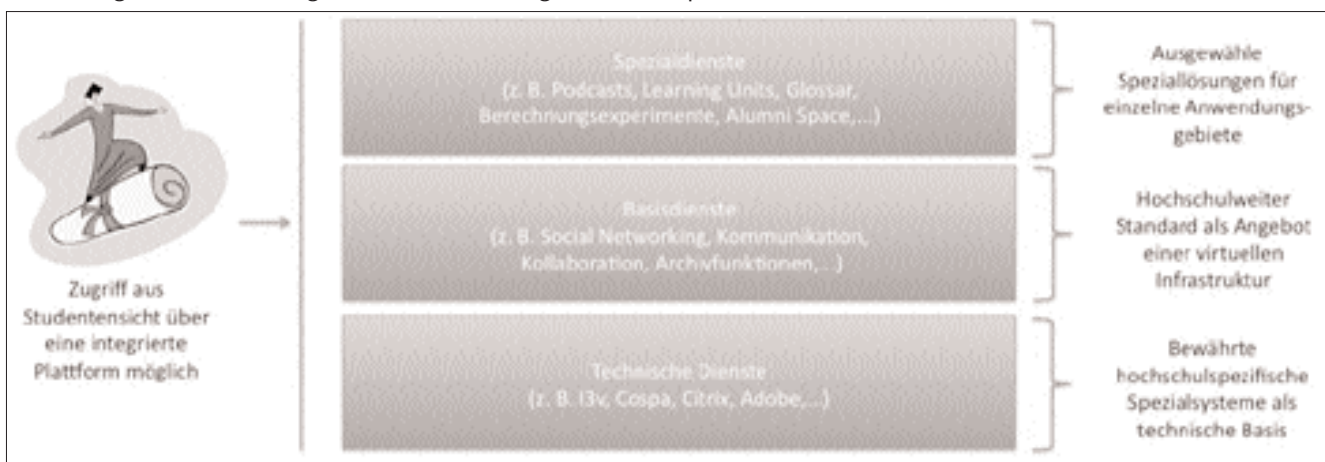 Zugriff aus
Studentensicht über
eine integrierte
Plattform möglich
Spezialdienste
(z. B. Podcasts, Learning Units, Glossar,
Berechnungsexperimente, Alumni Space,...)
Ausgewähle
Speziallösungen für
einzelne Anwendungs-
gebiete
Basisdienste
(z. B. Social Networking, Kommunikation,
Kollaboration, Archivfunktionen,...)
Hochschulweiter
Standard als Angebot
einer virtuellen
Infrastruktur
Technische Dienste
(z. B. I3v, Cospa, Citrix, Adobe,...)
Bewährte
hochschulspezifische
Spezialsysteme als
technische Basis